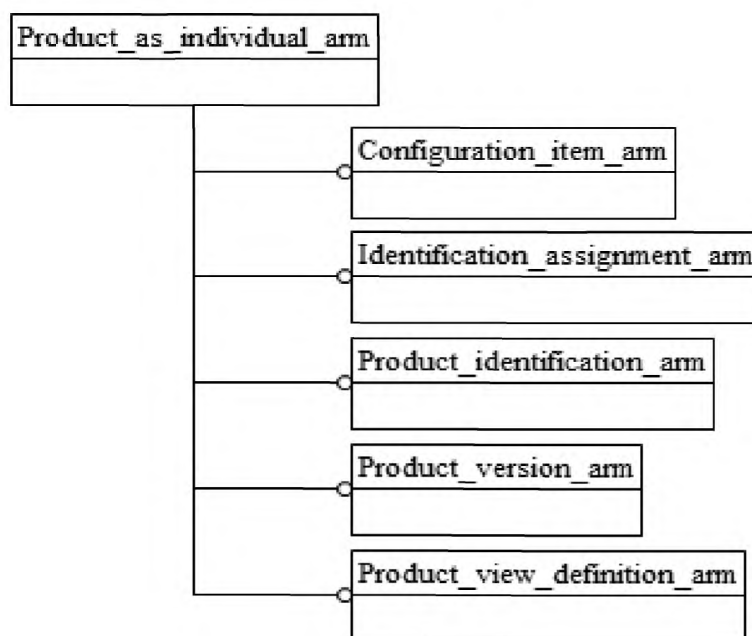 Product_as_individual_arm
Configuration_item_arm
Identification_assignment_arm
Product_identification_arm
Product_version_arm
Product_view_definition_arm